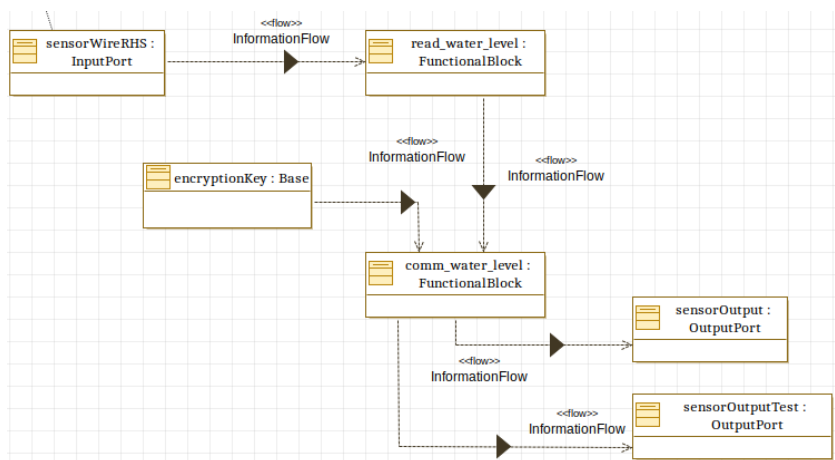 <<flow>>
InformationFlow
sensorWireRHS :
InputPort
read_water_level :
FunctionalBlock
<<flow>>
InformationFlow
<<flow>>
InformationFlow
encryptionKey : Base
comm_water_level :
FunctionalBlock
sensorOutput :
OutputPort
<<flow>>
InformationFlow
sensorOutputTest :
OutputPort
<<flow>>
InformationFlow